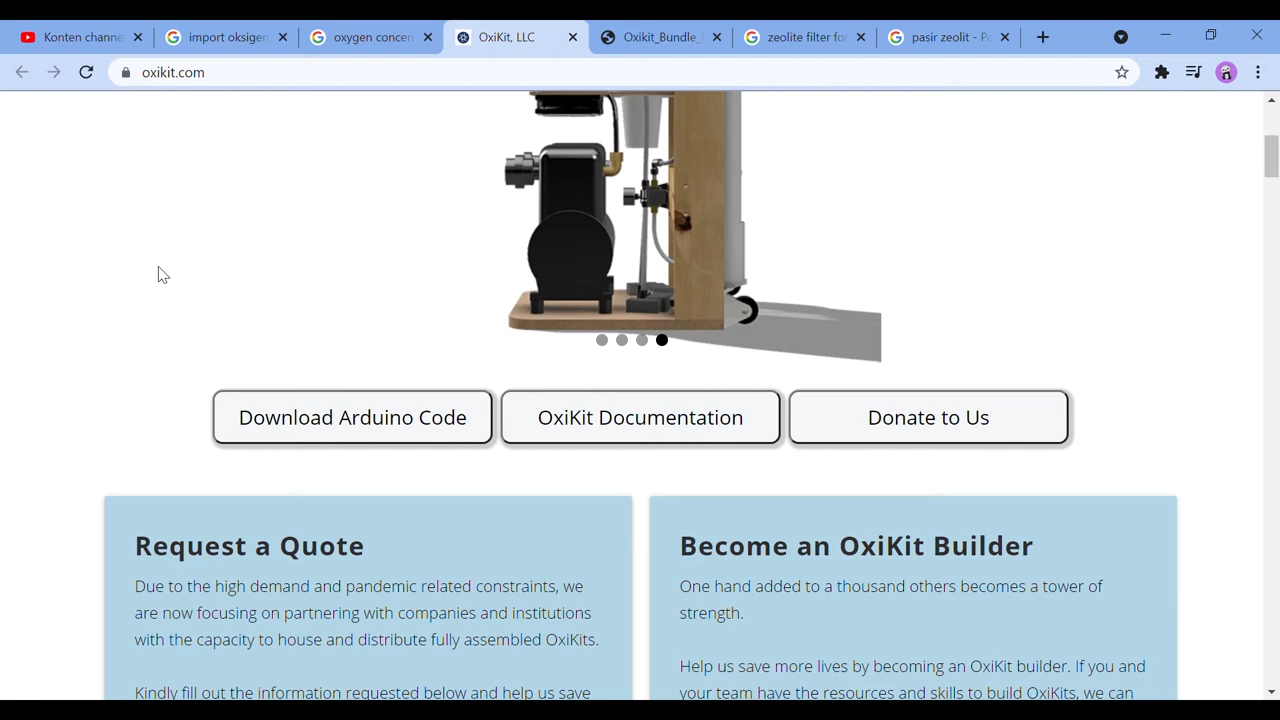 Konten channe
import oksigen
oxygen concen
OxiKit, LLC
Oxikit_Bundle_
zeolite filter fo
pasir zeolit - Pe
oxikit.com
Download Arduino Code
OxiKit Documentation
Donate to Us
Request a Quote
Due to the high demand and pandemic related constraints, we
are now focusing on partnering with companies and institutions
with the capacity to house and distribute fully assembled OxiKits.
Kindly fill out the information requested below and help us save
Become an OxiKit Builder
One hand added to a thousand others becomes a tower of
strength.
Help us save more lives by becoming an OxiKit builder. If you and
your team have the resources and skills to build OxiKits, we can